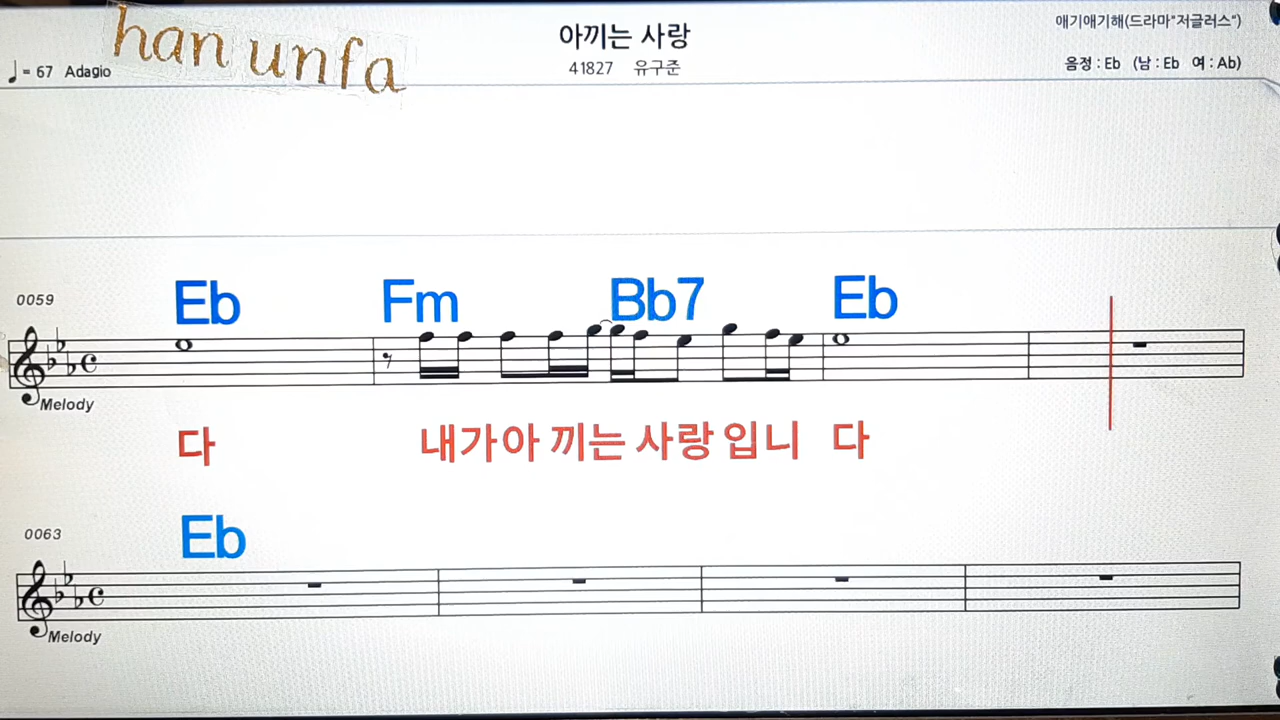 han unfa
아끼는 사랑
애기애기해(드라마"저글러스")
♩= 67 Adagio
41827 유구준
음정 : Eb (남 : Eb 여 : Ab)
0059
Eb Fm Bb7 Eb
Melody
다 내가아 끼는 사랑 입니 다
0063
Eb
Melody